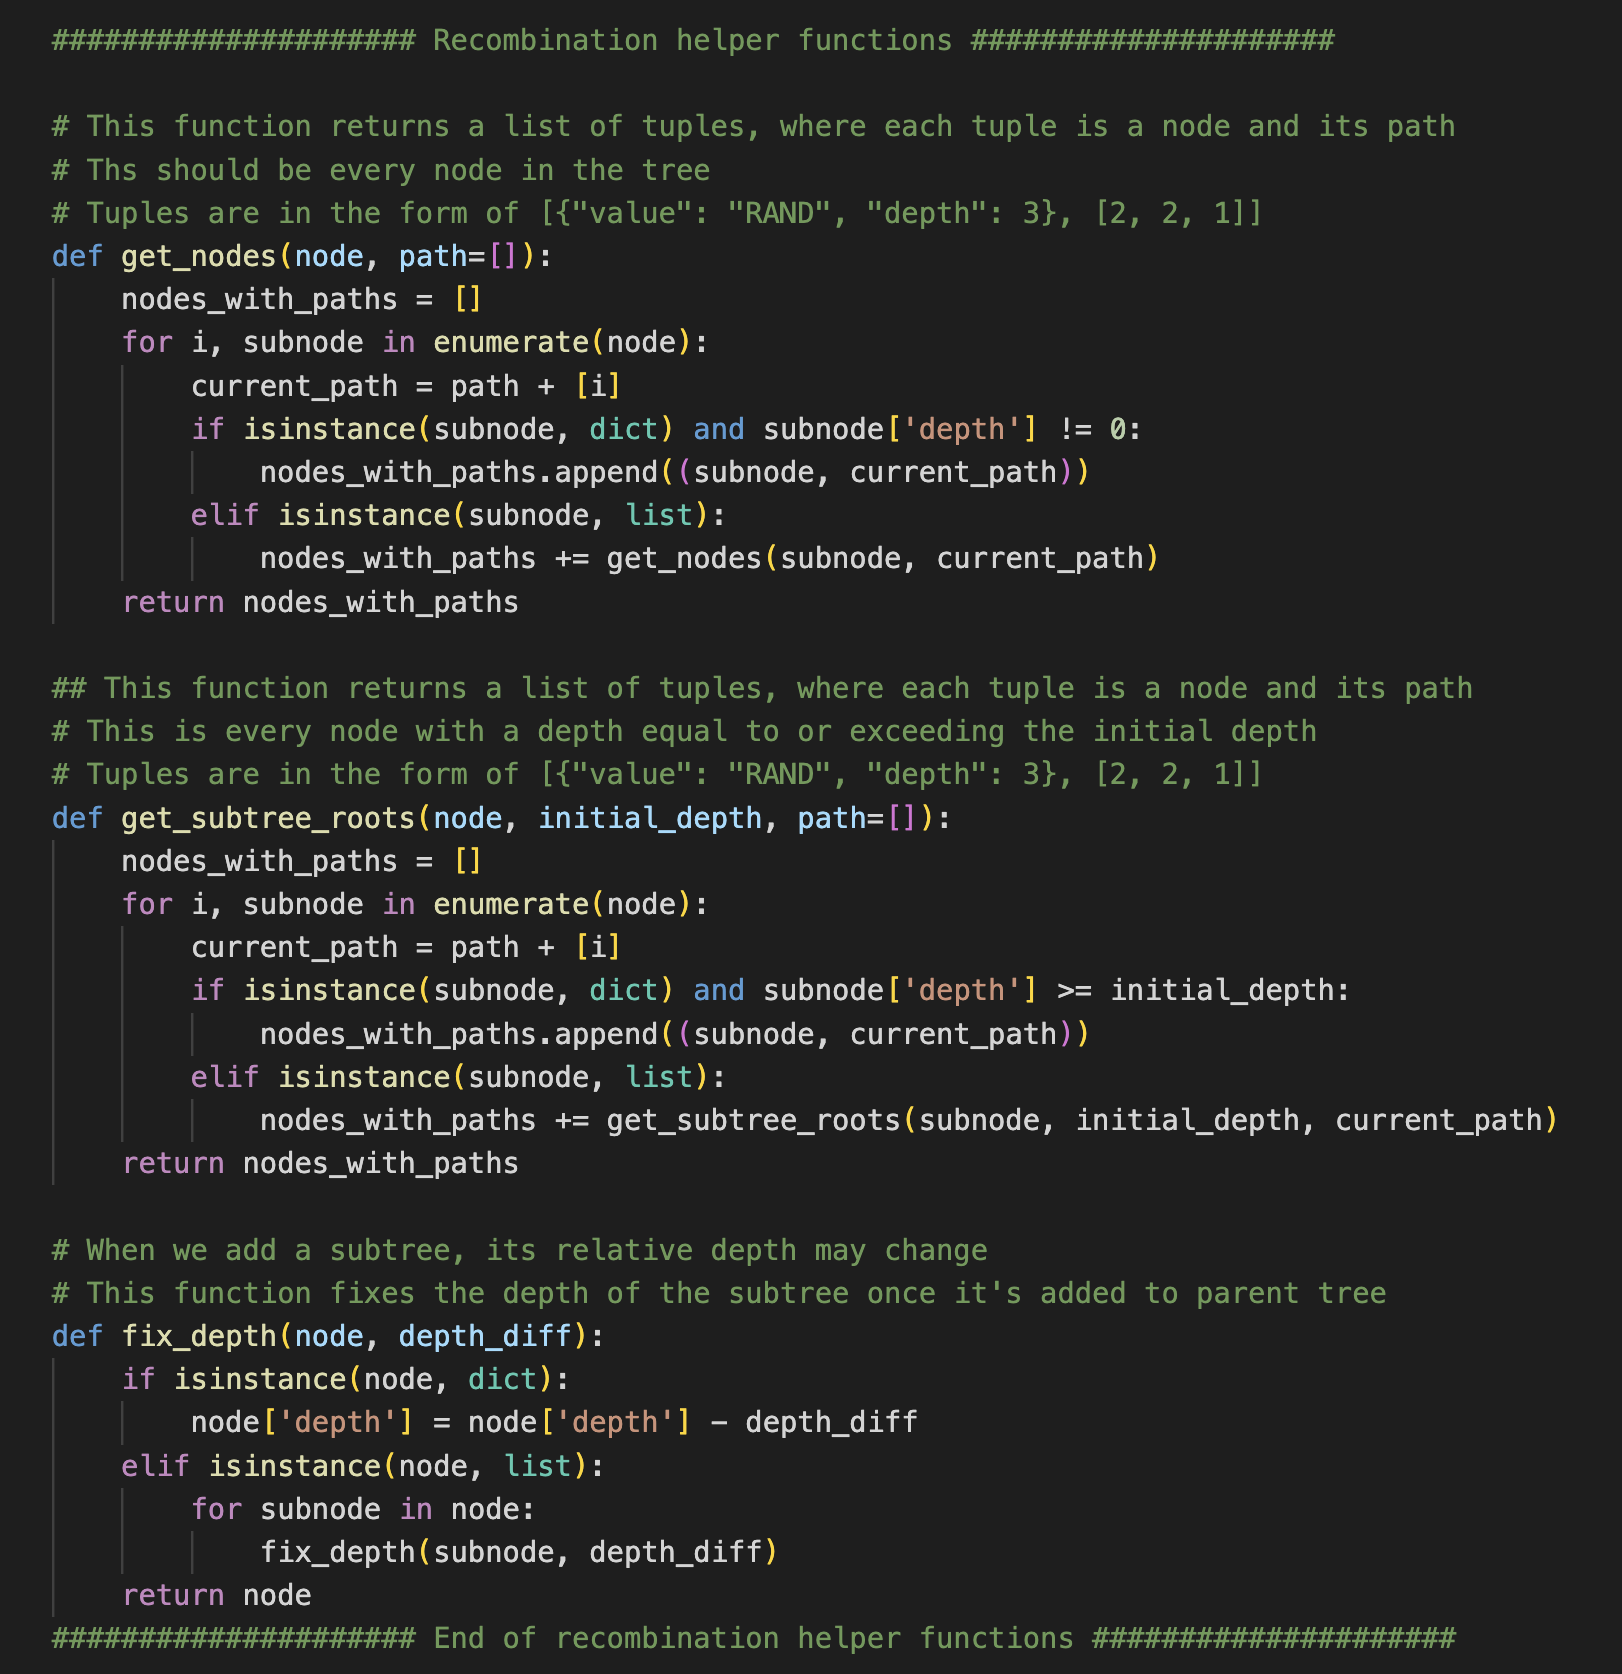 ##################### Recombination helper functions #####################

# This function returns a list of tuples, where each tuple is a node and its path
# Ths should be every node in the tree
# Tuples are in the form of [{"value": "RAND", "depth": 3}, [2, 2, 1]]
def get_nodes(node, path=[]):
    nodes_with_paths = []
    for i, subnode in enumerate(node):
        current_path = path + [i]
        if isinstance(subnode, dict) and subnode['depth'] != 0:
            nodes_with_paths.append((subnode, current_path))
        elif isinstance(subnode, list):
            nodes_with_paths += get_nodes(subnode, current_path)
    return nodes_with_paths

## This function returns a list of tuples, where each tuple is a node and its path
# This is every node with a depth equal to or exceeding the initial depth
# Tuples are in the form of [{"value": "RAND", "depth": 3}, [2, 2, 1]]
def get_subtree_roots(node, initial_depth, path=[]):
    nodes_with_paths = []
    for i, subnode in enumerate(node):
        current_path = path + [i]
        if isinstance(subnode, dict) and subnode['depth'] >= initial_depth:
            nodes_with_paths.append((subnode, current_path))
        elif isinstance(subnode, list):
            nodes_with_paths += get_subtree_roots(subnode, initial_depth, current_path)
    return nodes_with_paths

# When we add a subtree, its relative depth may change
# This function fixes the depth of the subtree once it's added to parent tree
def fix_depth(node, depth_diff):
    if isinstance(node, dict):
        node['depth'] = node['depth'] - depth_diff
    elif isinstance(node, list):
        for subnode in node:
            fix_depth(subnode, depth_diff)
    return node
##################### End of recombination helper functions #####################